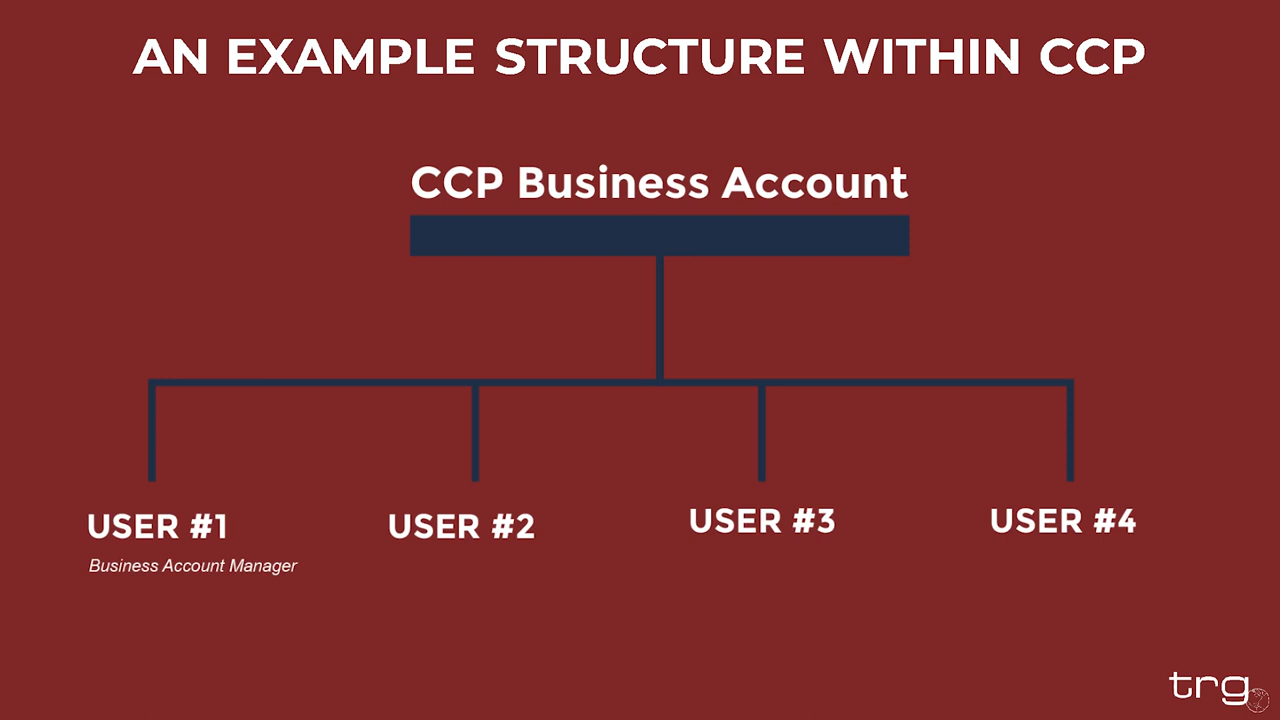 AN EXAMPLE STRUCTURE WITHIN CCP
CCP Business Account
USER #1
USER #2
USER #3
USER #4
Business Account Manager
trg